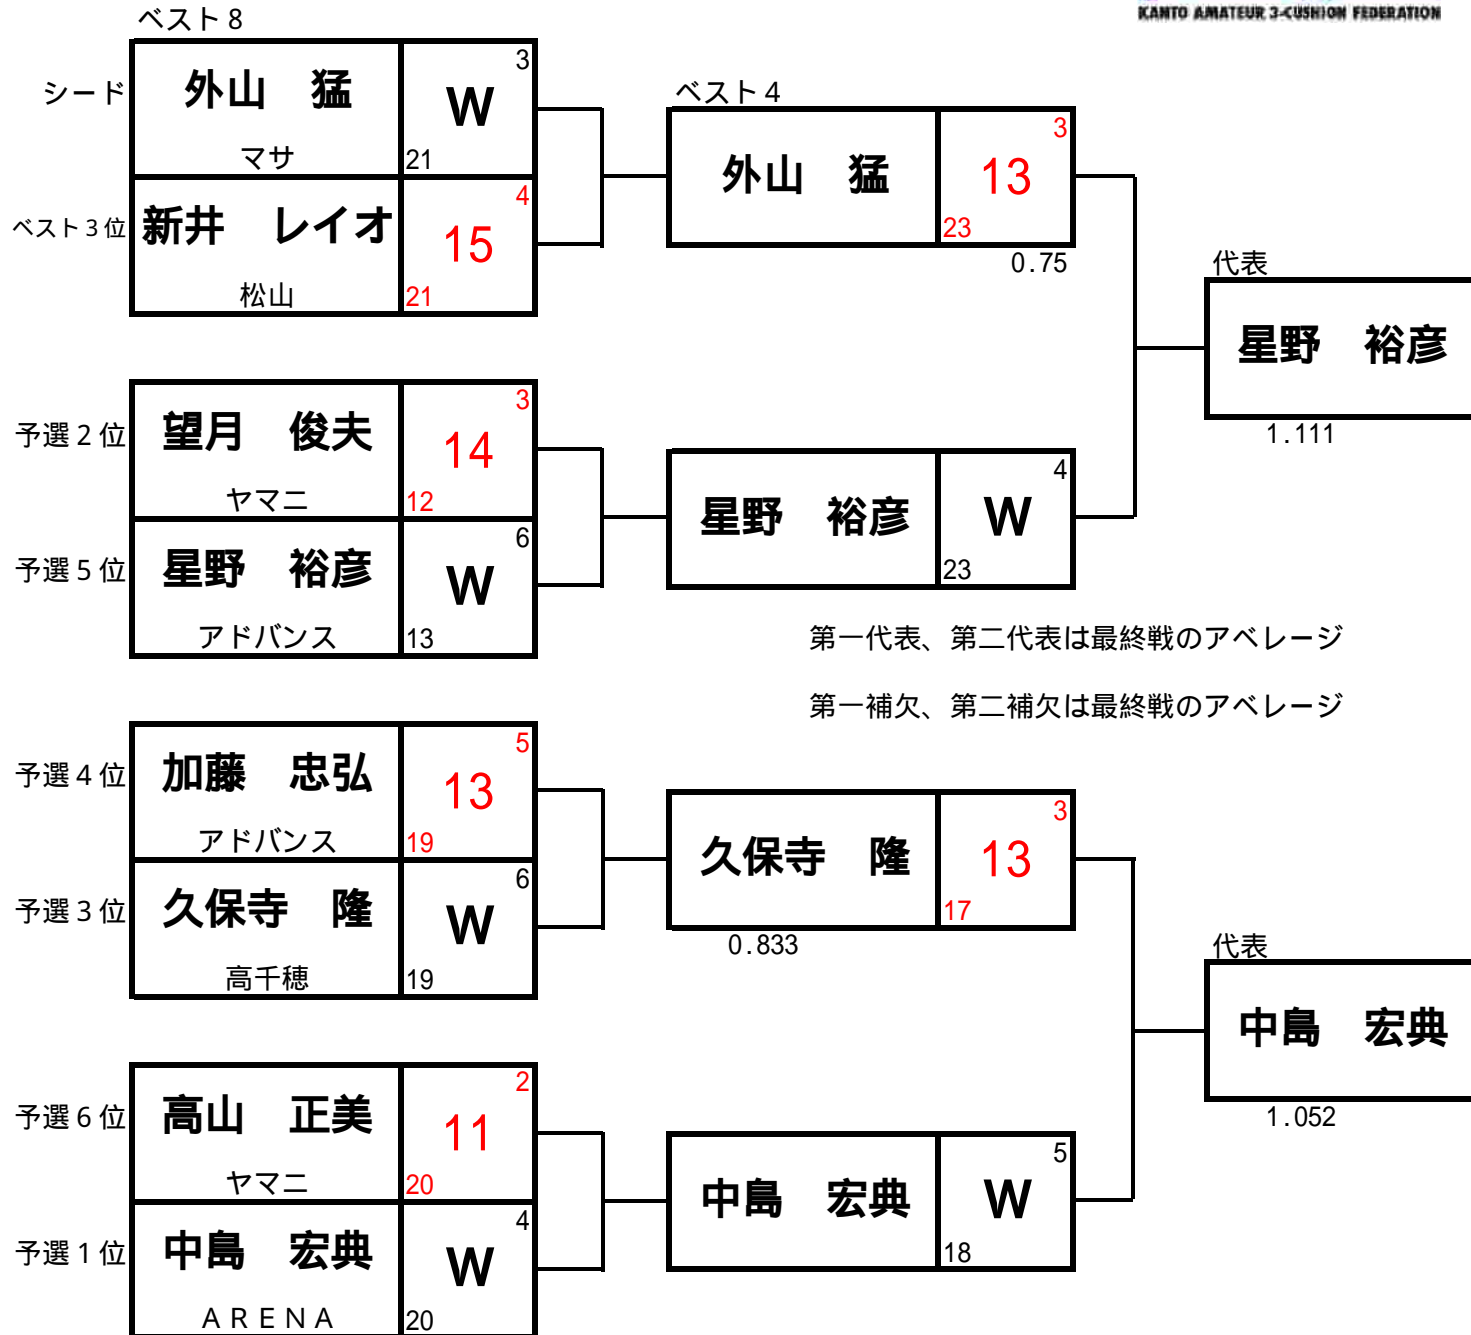 KANTO AMATEUR 3-CUSHION FEDERATION
ベスト8
シード
外山　猛
マサ
W
3
21
ベスト3位
新井　レイオ
松山
15
4
21
予選2位
望月　俊夫
ヤマニ
14
3
12
予選5位
星野　裕彦
アドバンス
W
6
13
予選4位
加藤　忠弘
アドバンス
13
5
19
予選3位
久保寺　隆
高千穂
W
6
19
予選6位
高山　正美
ヤマニ
11
2
20
予選1位
中島　宏典
ＡＲＥＮＡ
W
4
20
ベスト4
外山　猛
13
3
23
0.75
星野　裕彦
W
4
23
第一代表、第二代表は最終戦のアベレージ
第一補欠、第二補欠は最終戦のアベレージ
久保寺　隆
13
3
17
0.833
中島　宏典
W
5
18
代表
星野　裕彦
1.111
代表
中島　宏典
1.052